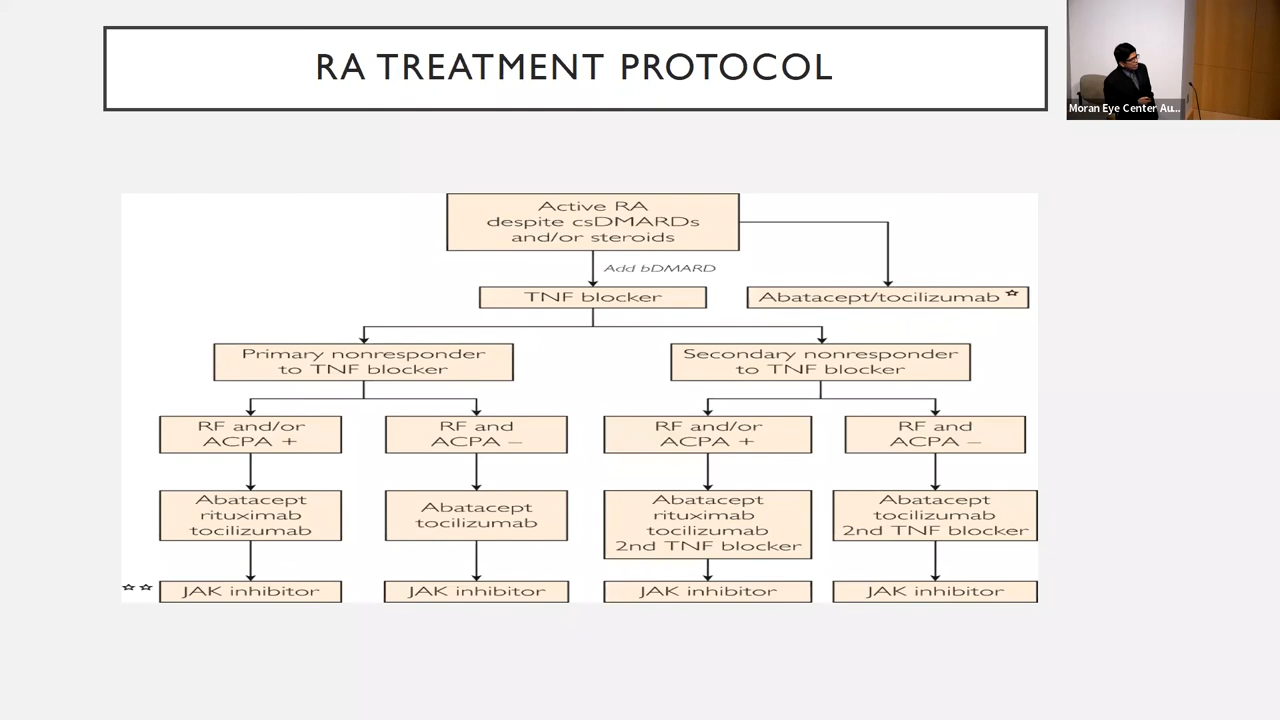 RA TREATMENT PROTOCOL
Moran Eye Center Au...
Active RA
despite csDMARDs
and/or steroids
Add bDMARD
TNF blocker
Abatacept/tocilizumab ☆
Primary nonresponder
to TNF blocker
Secondary nonresponder
to TNF blocker
RF and/or
ACPA +
RF and
ACPA –
RF and/or
ACPA +
RF and
ACPA –
Abatacept
rituximab
tocilizumab
Abatacept
tocilizumab
Abatacept
rituximab
tocilizumab
2nd TNF blocker
Abatacept
tocilizumab
2nd TNF blocker
☆☆ JAK inhibitor
JAK inhibitor
JAK inhibitor
JAK inhibitor